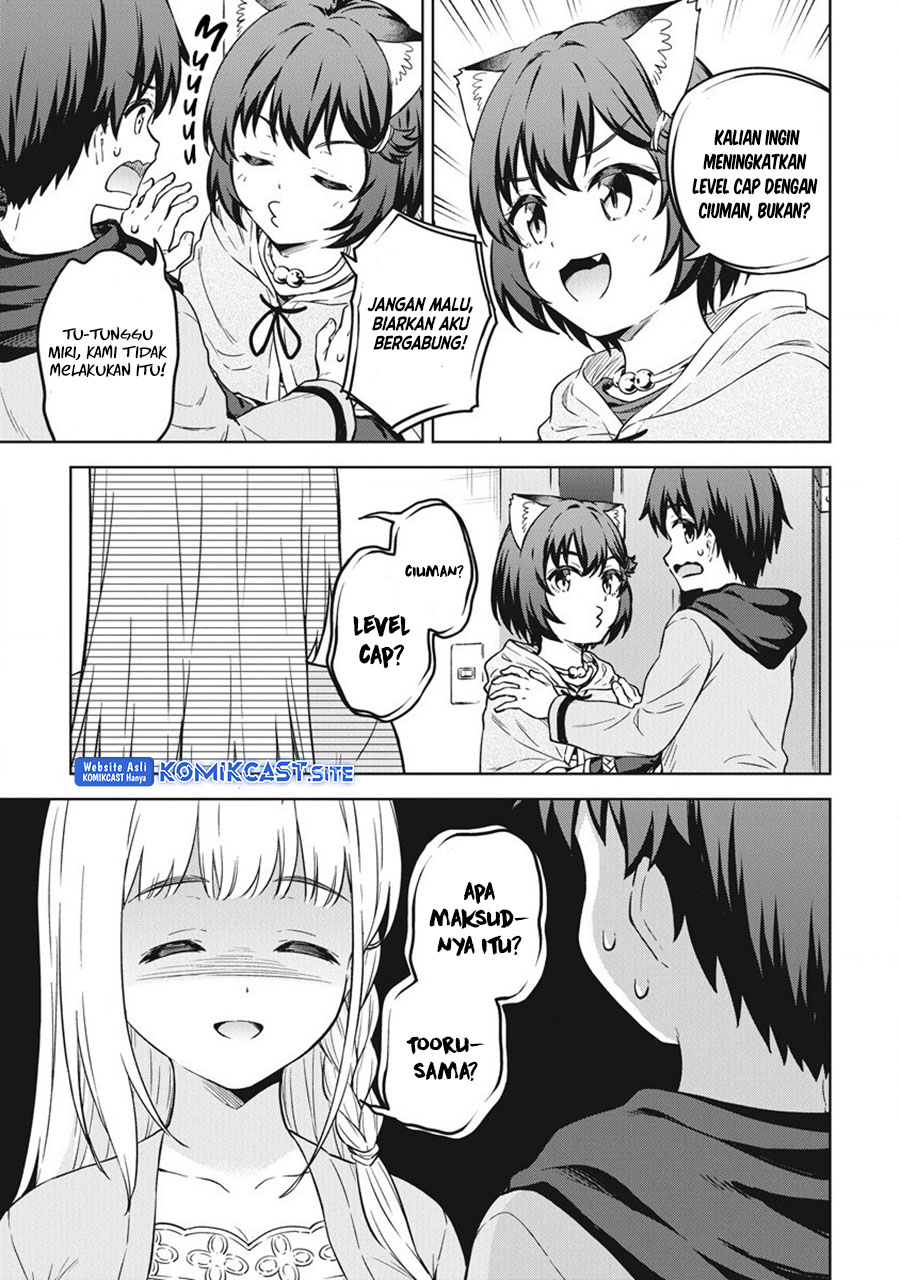 KALIAN INGIN
MENINGKATKAN
LEVEL CAP DENGAN
CIUMAN, BUKAN?
JANGAN MALU,
BIARKAN AKU
BERGABUNG!
MUUUUU
TU-TUNGGU
MIRI, KAMI TIDAK
MELAKUKAN ITU!
CIUMAN?
LEVEL
CAP?
Website Asli
KOMIKCAST Hanya
KOMIKCAST.SITE
APA
MAKSUD-
NYA ITU?
TOORU-
SAMA?